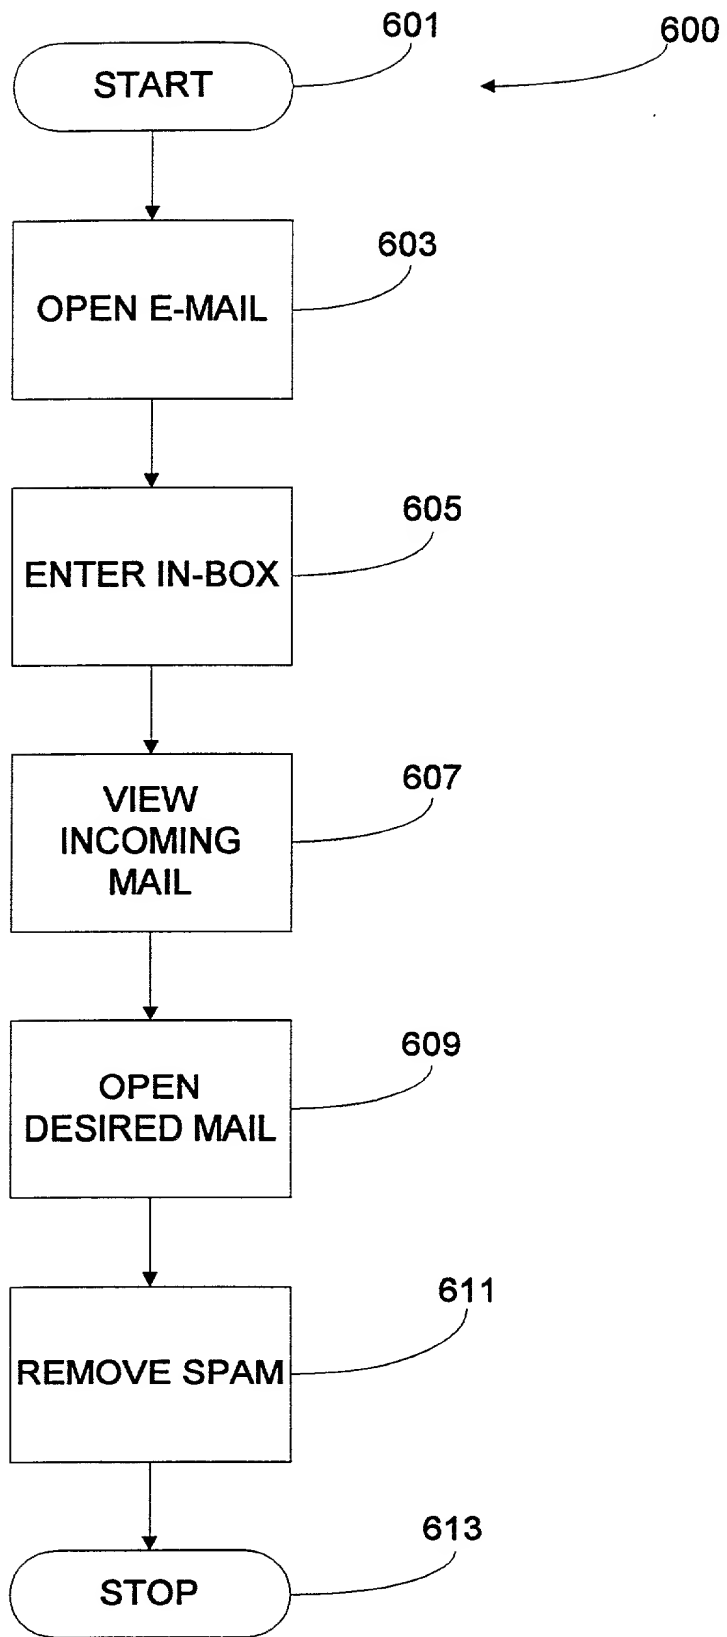 601
600
START
603
OPEN E-MAIL
605
ENTER IN-BOX
607
VIEW
INCOMING
MAIL
609
OPEN
DESIRED MAIL
611
REMOVE SPAM
613
STOP